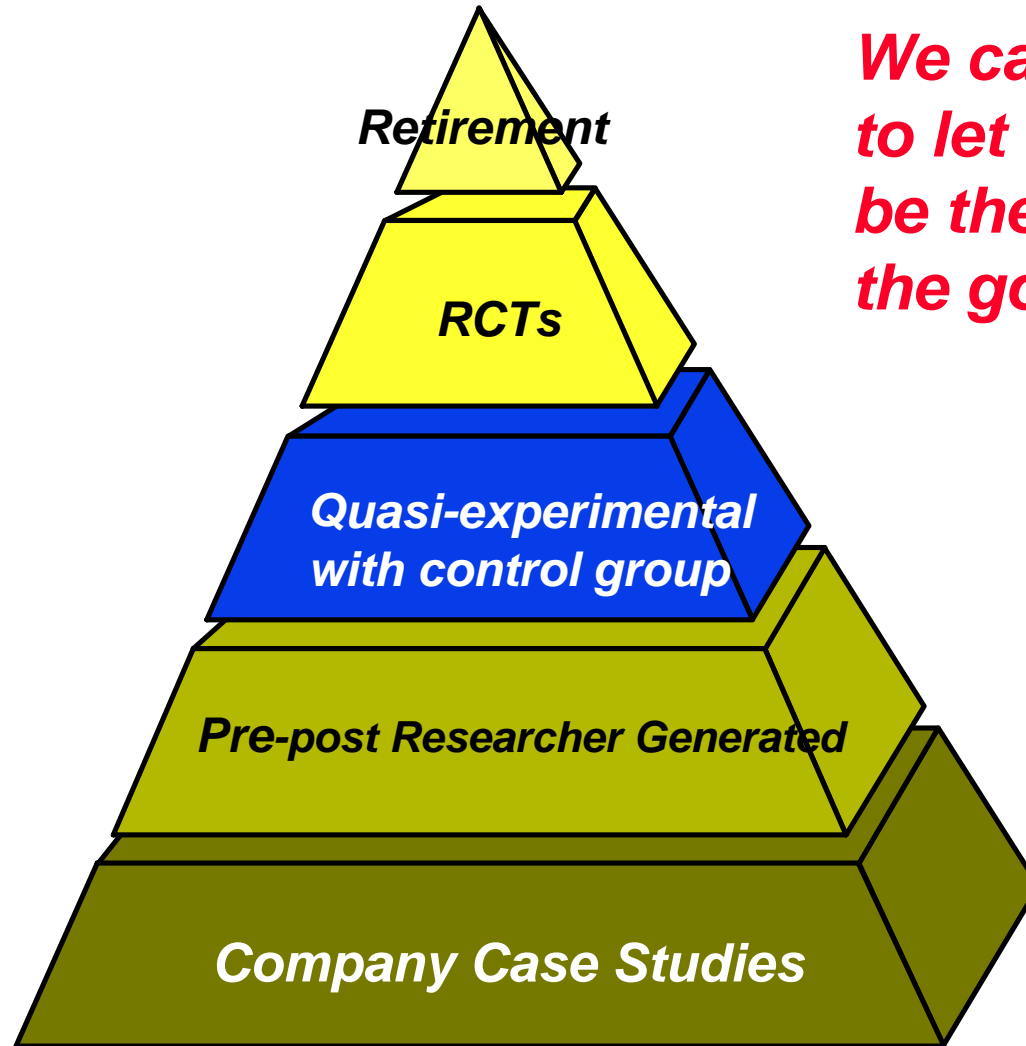 We ca
to let
be the
the go
Retirement
RCTs
Quasi-experimental
with control group
Pre-post Researcher Generated
Company Case Studies